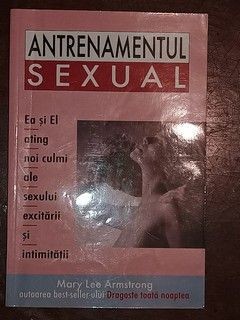 ANTRENAMENTUL
SEXUAL
Ea și El
ating
noi culmi
ale
sexului
excitării
și
intimității
Mary Lee Armstrong
autoarea best-seller-ului Dragoste toată noaptea